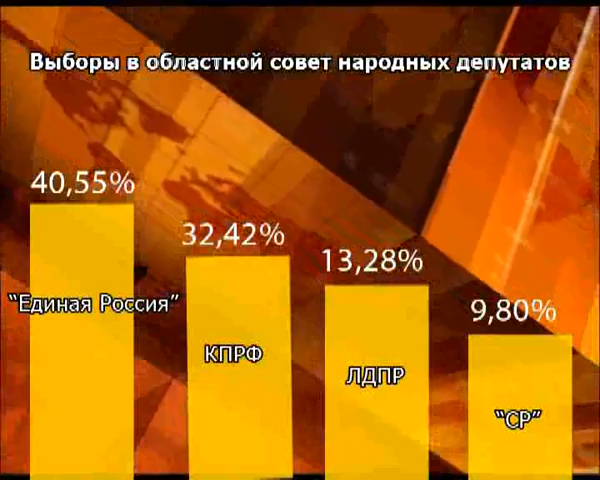 Выборы в областной совет народных депутатов
40,55%
32,42%
13,28%
9,80%
“Единая Россия”
КПРФ
ЛДПР
“СР”